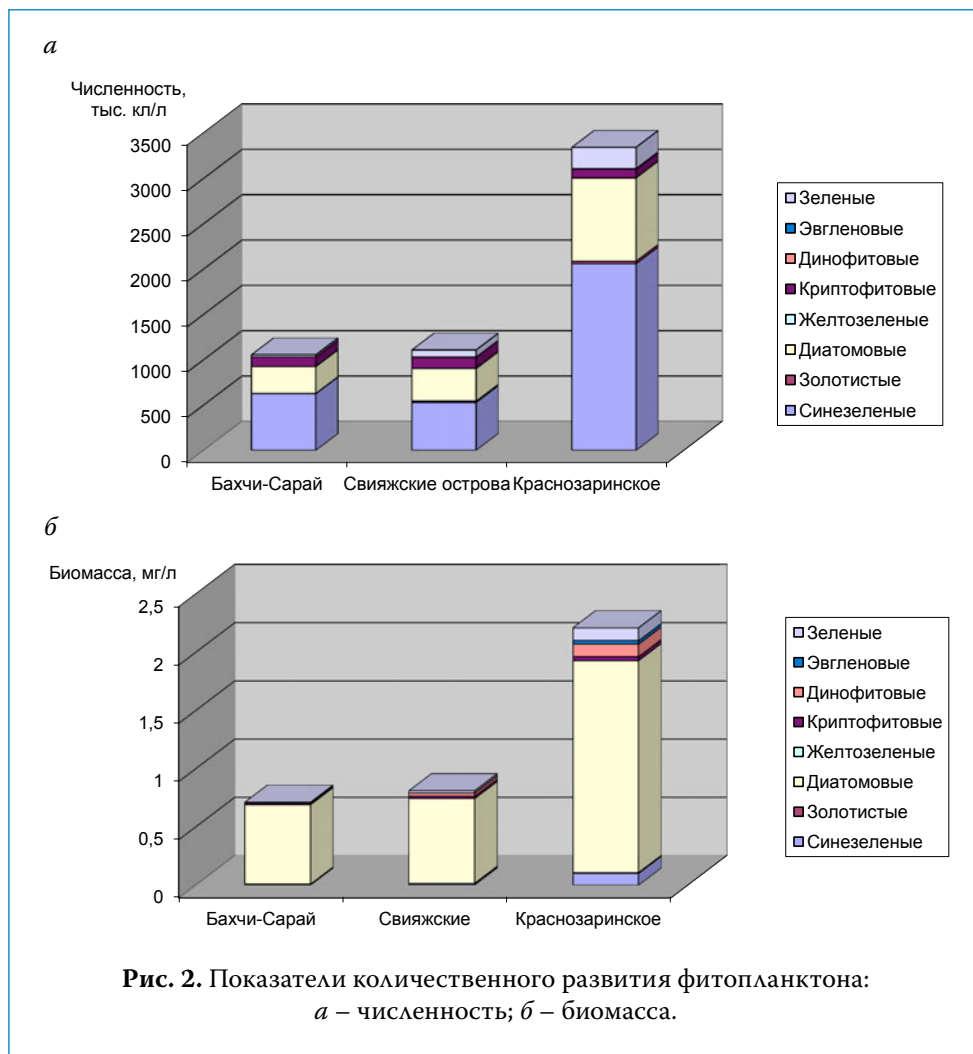 а
Численность,
тыс. кл/л
3500
3000
2500
2000
1500
1000
500
0
Бахчи-Сарай Свияжские острова Краснозаринское
Зеленые
Эвгленовые
Динофитовые
Криптофитовые
Желтозеленые
Диатомовые
Золотистые
Синезеленые
б
Биомасса, мг/л
2,5
2
1,5
1
0,5
0
Бахчи-Сарай Свияжские Краснозаринское
Зеленые
Эвгленовые
Динофитовые
Криптофитовые
Желтозеленые
Диатомовые
Золотистые
Синезеленые
Рис. 2. Показатели количественного развития фитопланктона:
а – численность; б – биомасса.